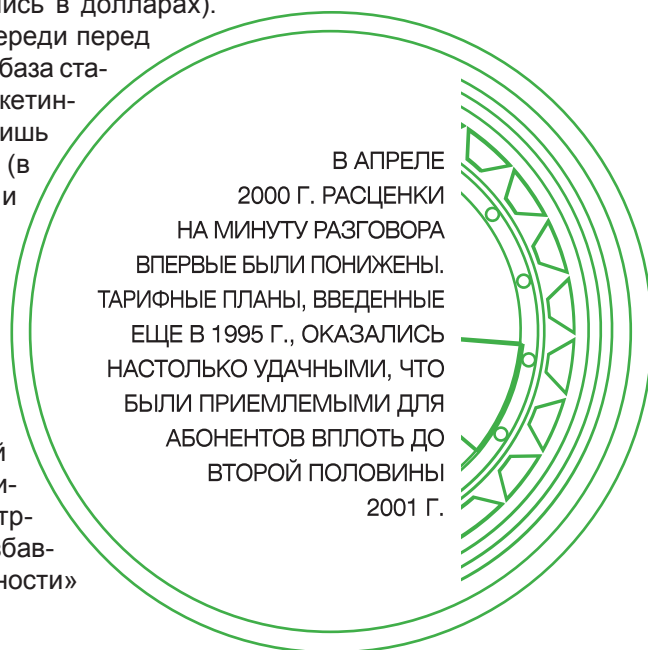 лись в долларах).
ереди перед
база ста-
кетин-
ишь
(в
и
В АПРЕЛЕ
2000 Г. РАСЦЕНКИ
НА МИНУТУ РАЗГОВОРА
ВПЕРВЫЕ БЫЛИ ПОНИЖЕНЫ.
ТАРИФНЫЕ ПЛАНЫ, ВВЕДЕННЫЕ
ЕЩЕ В 1995 Г., ОКАЗАЛИСЬ
НАСТОЛЬКО УДАЧНЫМИ, ЧТО
БЫЛИ ПРИЕМЛЕМЫМИ ДЛЯ
АБОНЕНТОВ ВПЛОТЬ ДО
ВТОРОЙ ПОЛОВИНЫ
2001 Г.
й
и-
тр-
бав-
ности»